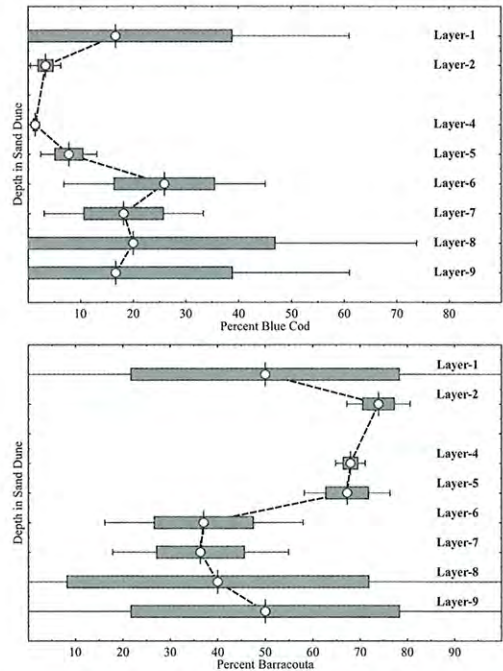 Layer-1
Layer-2
Layer-4
Layer-5
Layer-6
Layer-7
Layer-8
Layer-9
Depth in Sand Dune
10 20 30 40 50 60 70 80
Percent Blue Cod
Layer-1
Layer-2
Layer-4
Layer-5
Layer-6
Layer-7
Layer-8
Layer-9
Depth in Sand Dune
10 20 30 40 50 60 70 80 90
Percent Barracouta